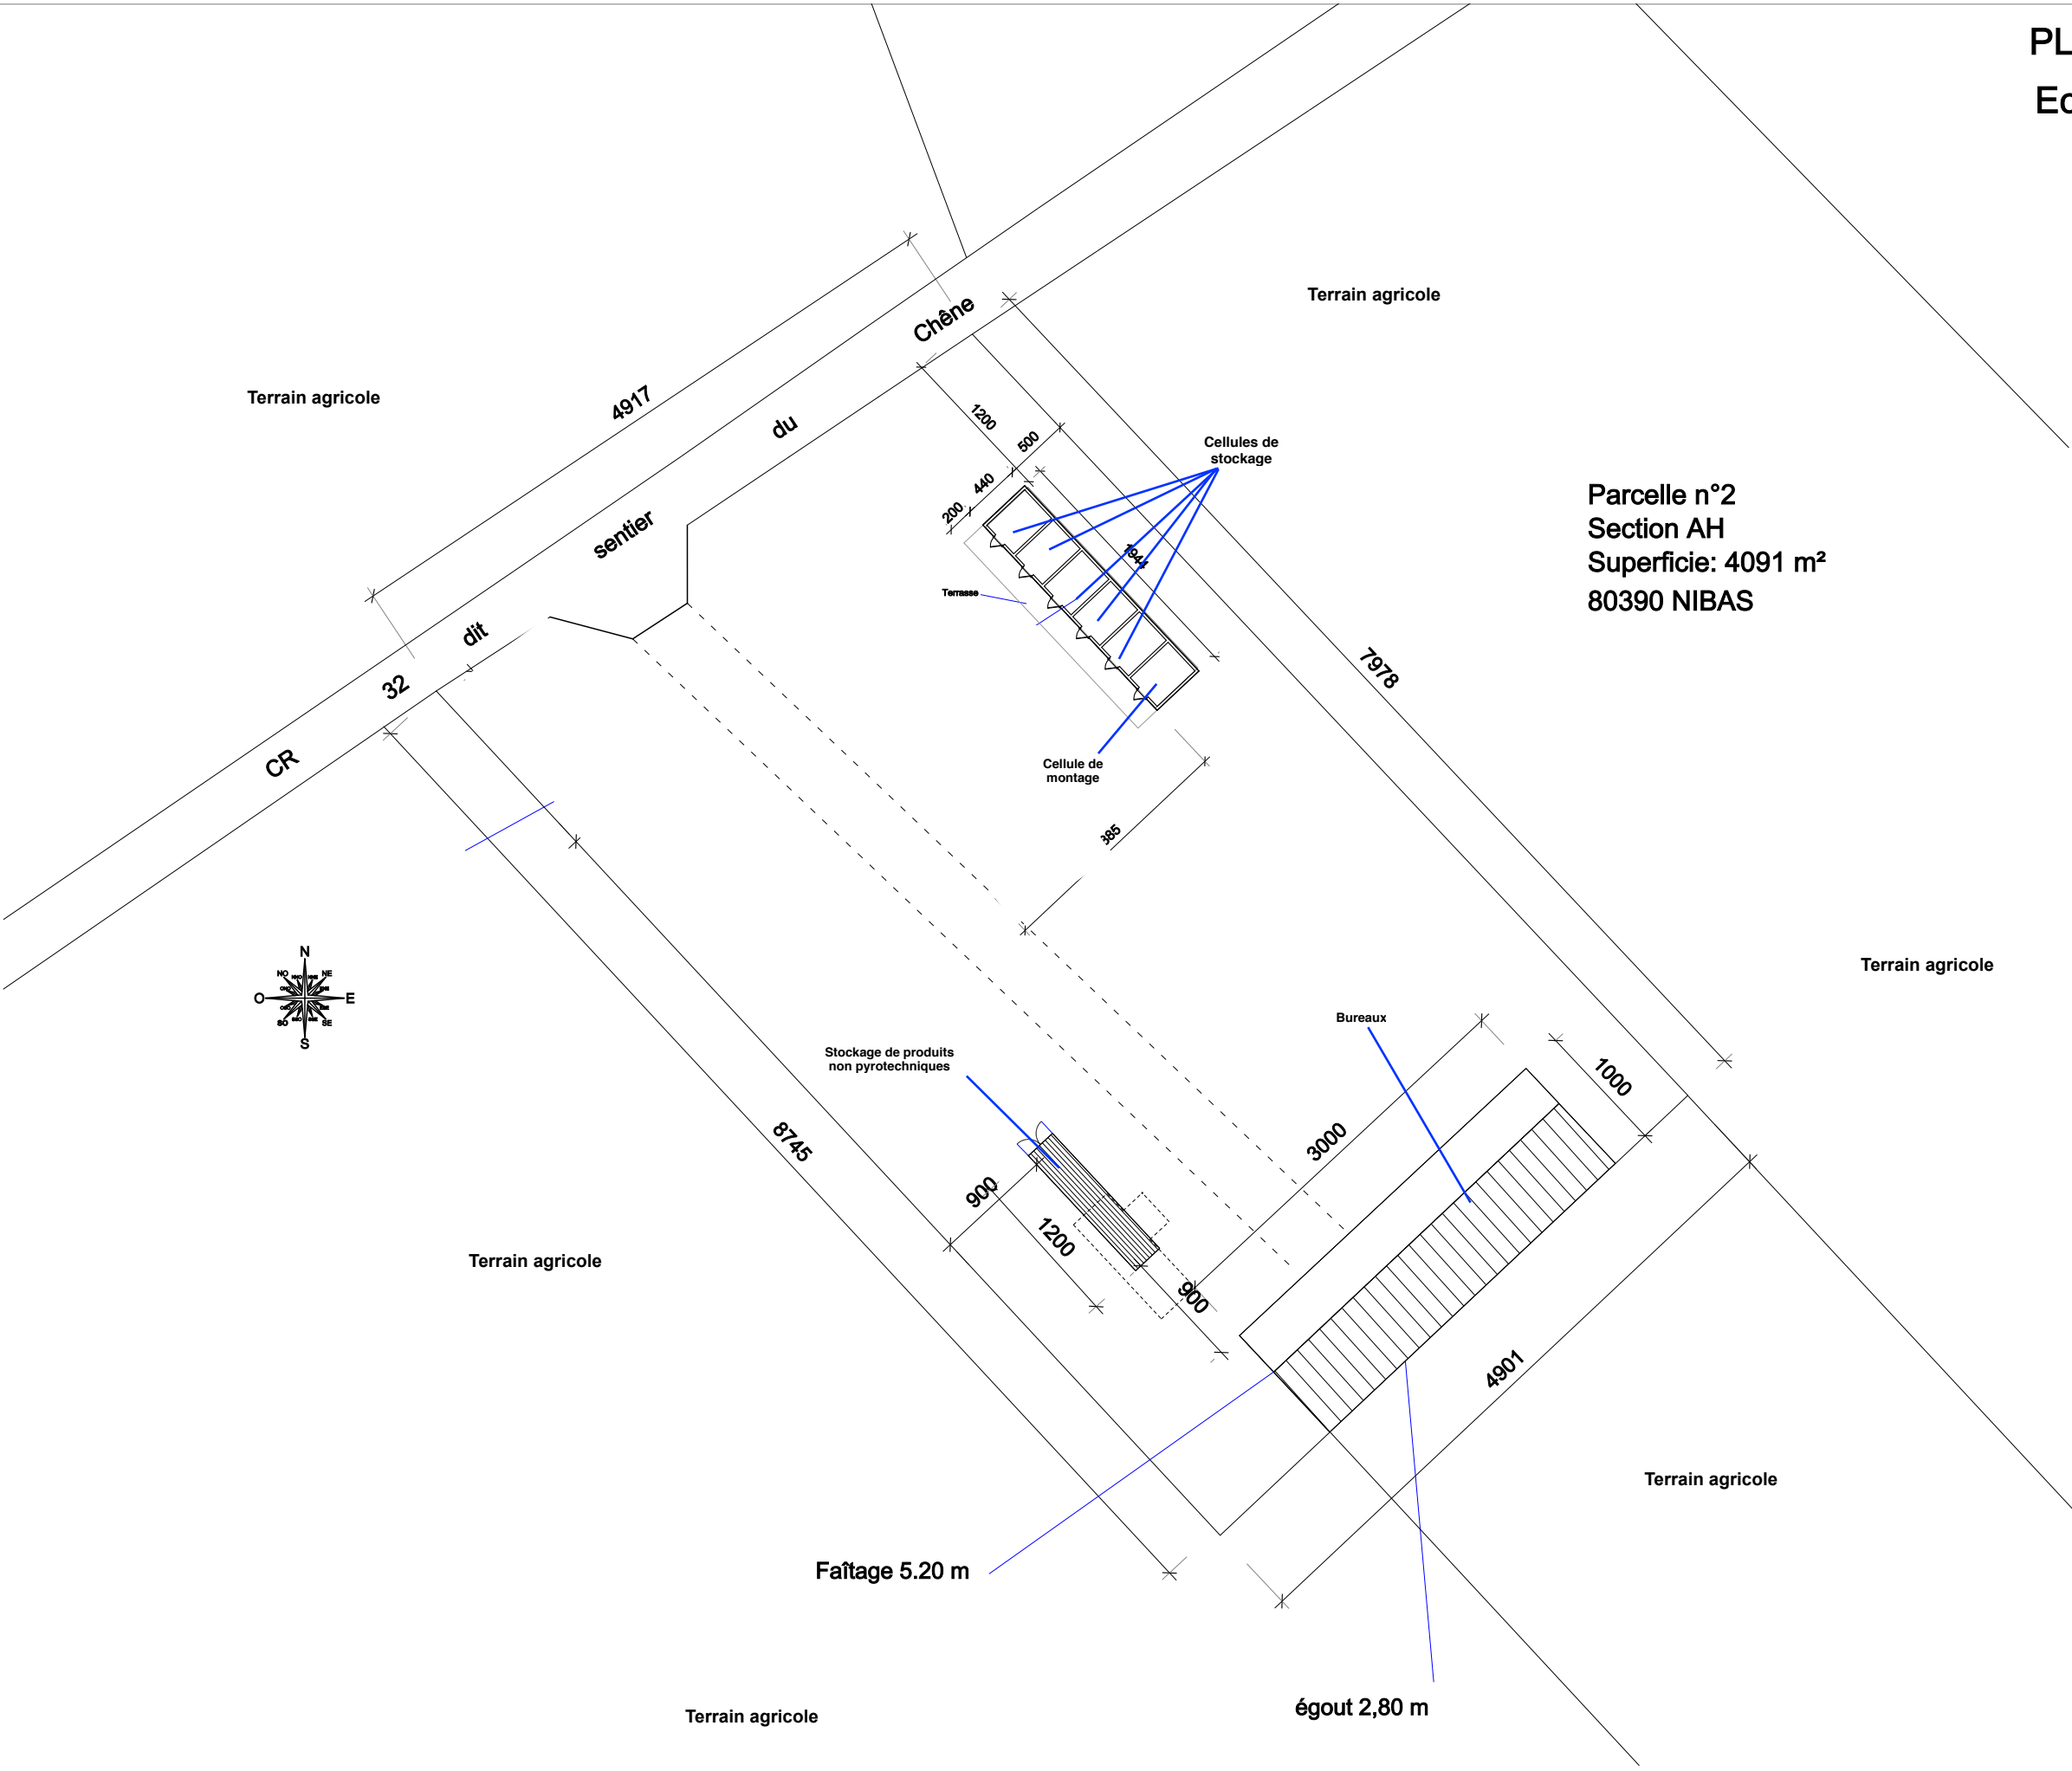 PL
Ec
Terrain agricole
Chêne
4917
Terrain agricole
1200
du
500
Cellules de
stockage
440
200
Parcelle n°2
Section AH
Superficie: 4091 m²
80390 NIBAS
sentier
1944
Terrasse
dit
7978
32
CR
Cellule de
montage
385
N
NO
NE
O
E
SO
SE
S
Terrain agricole
Bureaux
Stockage de produits
non pyrotechniques
1000
8745
3000
900
1200
Terrain agricole
900
4901
Terrain agricole
Faîtage 5.20 m
égout 2,80 m
Terrain agricole